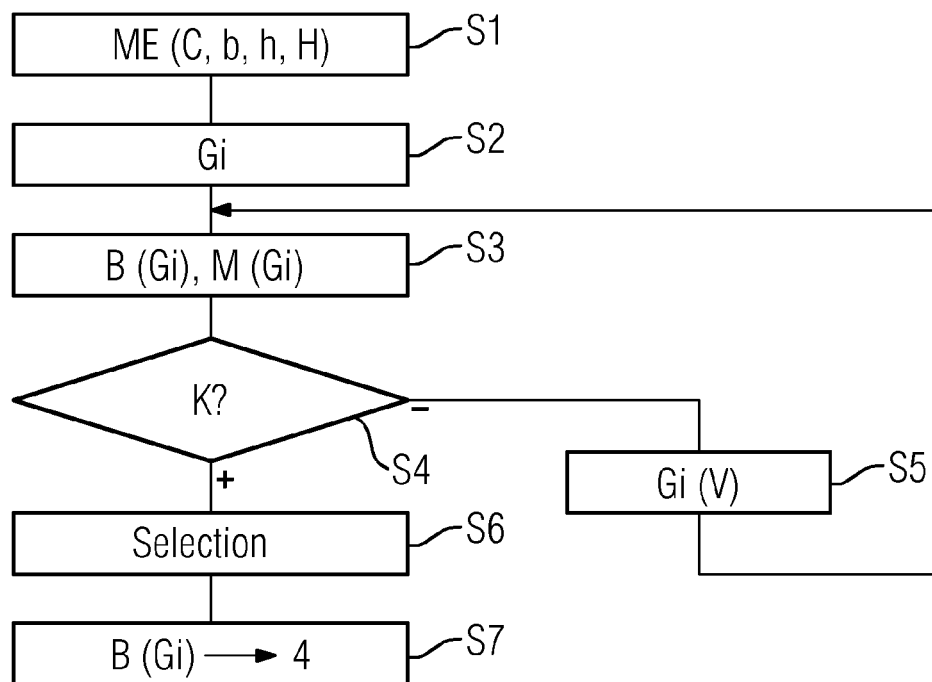 ME (C, b, h, H)
S1
Gi
S2
B (Gi), M (Gi)
S3
K?
–
S4
+
Gi (V)
S5
Selection
S6
B (Gi) → 4
S7